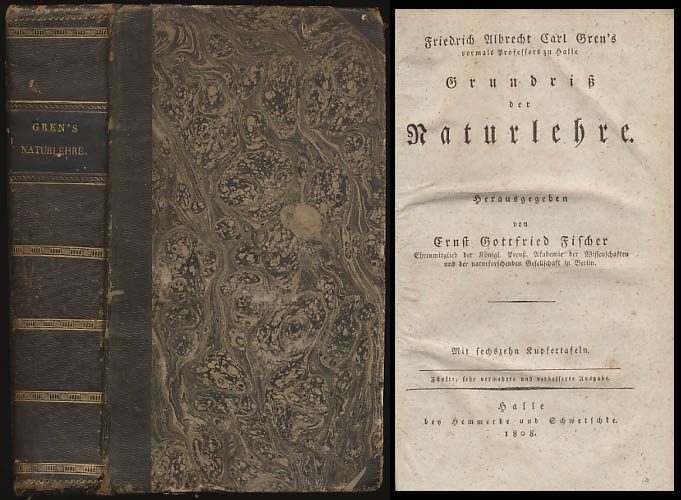 GREN'S
NATURLEHRE.
Friedrich Albrecht Carl Gren's
vormals Professors zu Halle
Grundriß
der
Naturlehre.
Herausgegeben
von
Ernst Gottfried Fischer
Ehrenmitglied der Königl. Preuß. Akademie der Wissenschaften
und der naturforschenden Gesellschaft in Berlin.
Mit sechszehn Kupfertafeln.
Fünfte, sehr vermehrte und verbesserte Ausgabe.
Halle
bey Hemmerde und Schwetschke.
1808.